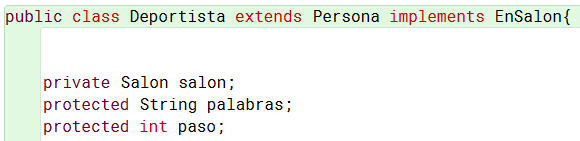 public class Deportista extends Persona implements EnSalon{
private Salon salon;
protected String palabras;
protected int paso;